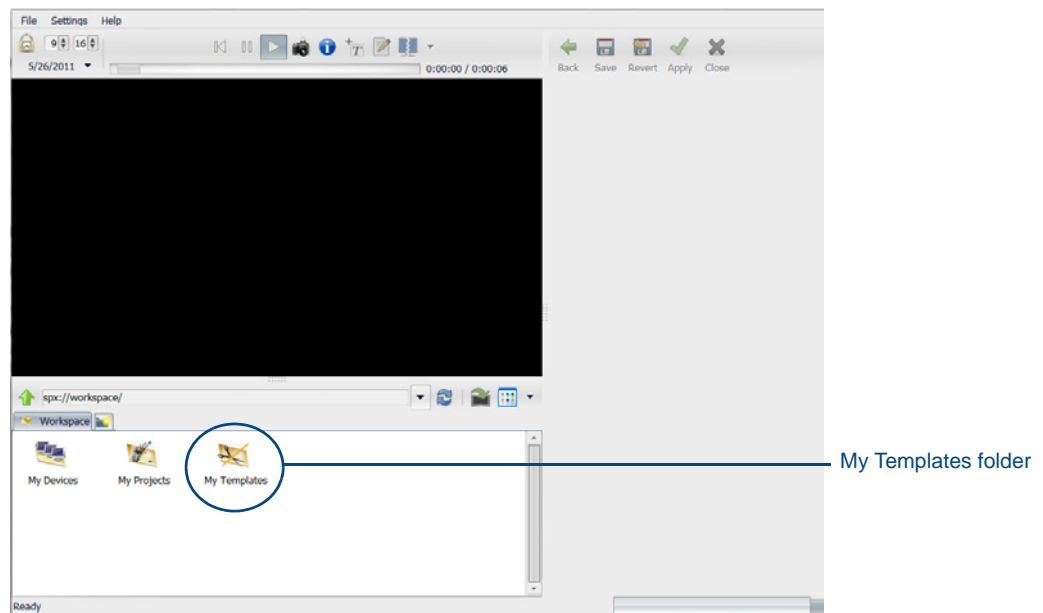 File Settings Help
9 16
5/26/2011
0:00:00 / 0:00:06
Back Save Revert Apply Close
spx://workspace/
Workspace
My Devices My Projects My Templates
My Templates folder
Ready